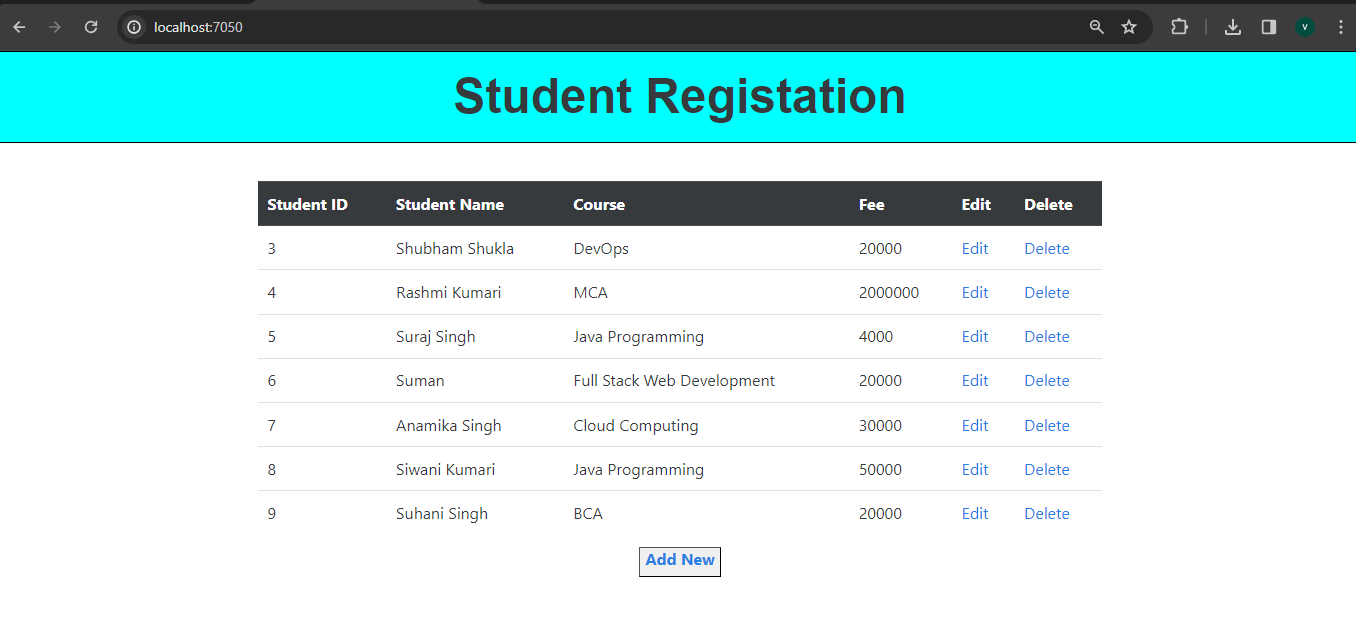 localhost:7050
V
Student Registation
Student ID Student Name Course Fee Edit Delete
3 Shubham Shukla DevOps 20000 Edit Delete
4 Rashmi Kumari MCA 2000000 Edit Delete
5 Suraj Singh Java Programming 4000 Edit Delete
6 Suman Full Stack Web Development 20000 Edit Delete
7 Anamika Singh Cloud Computing 30000 Edit Delete
8 Siwani Kumari Java Programming 50000 Edit Delete
9 Suhani Singh BCA 20000 Edit Delete
Add New